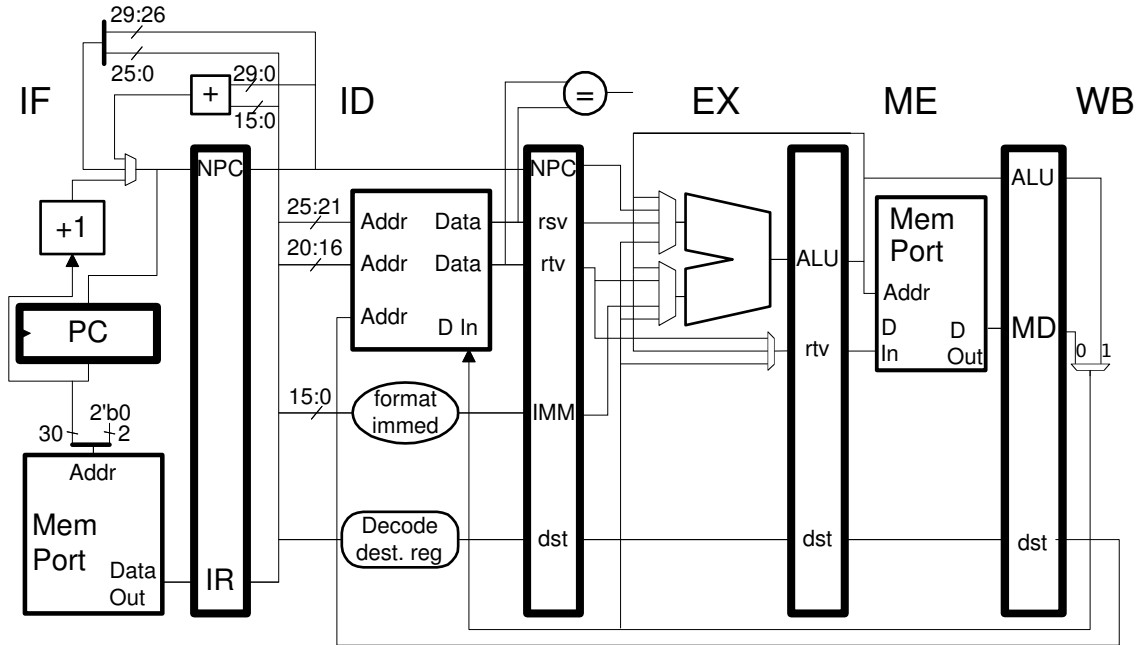 29:26
25:0
29:0
15:0
+
=
IF
ID
EX
ME
WB
NPC
NPC
ALU
+1
25:21
Addr
Data
rsv
20:16
Addr
Data
rtv
Addr
D In
PC
ALU
Mem
Port
Addr
D
In
D
Out
MD
0 1
rtv
15:0
format
immed
IMM
2'b0
30
2
Addr
Mem
Port
Data
Out
IR
Decode
dest. reg
dst
dst
dst